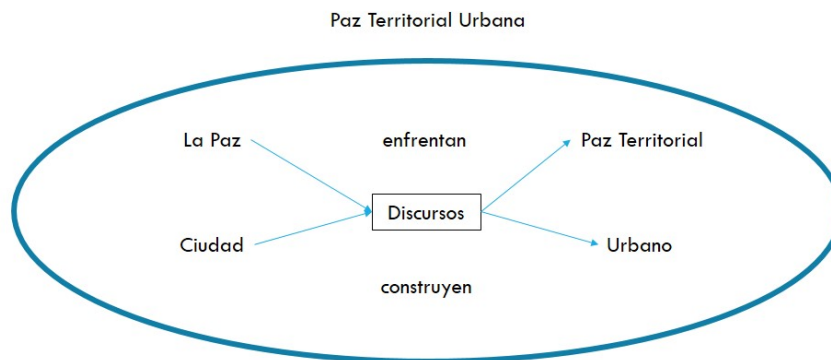 Paz Territorial Urbana
La Paz
enfrentan
Paz Territorial
Discursos
Ciudad
Urbano
construyen